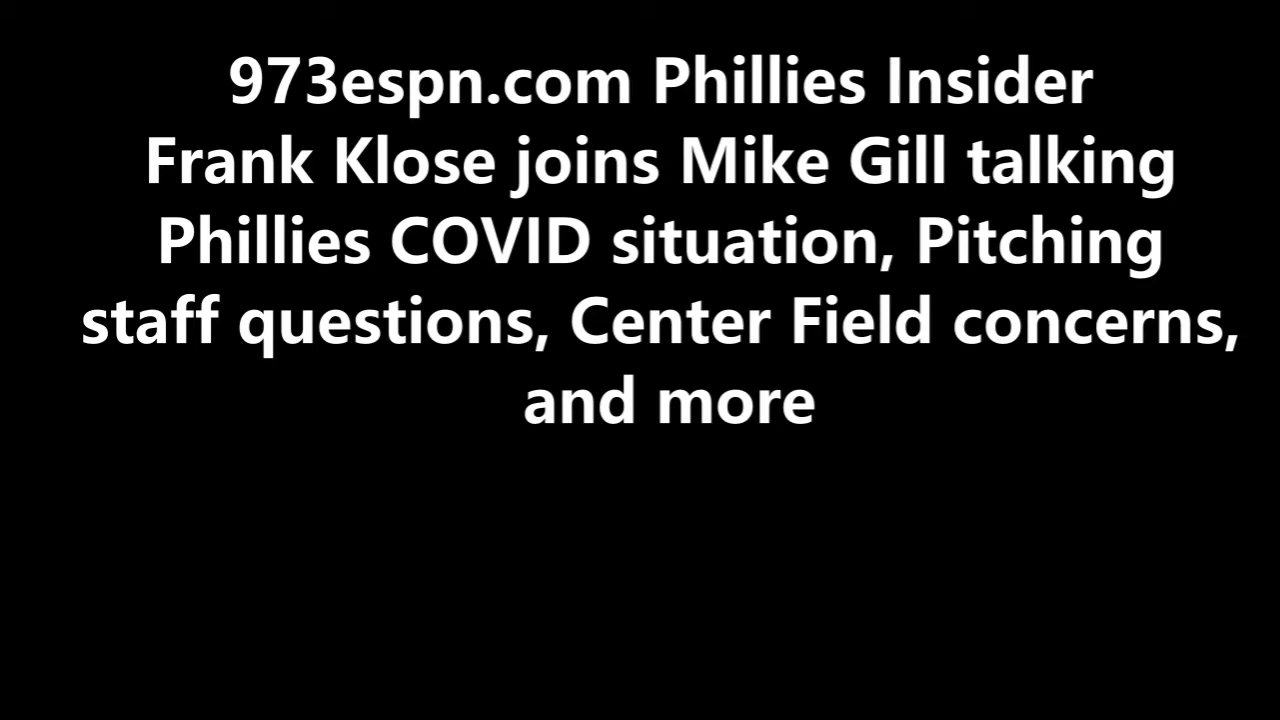 973espn.com Phillies Insider
Frank Klose joins Mike Gill talking
Phillies COVID situation, Pitching
staff questions, Center Field concerns,
and more